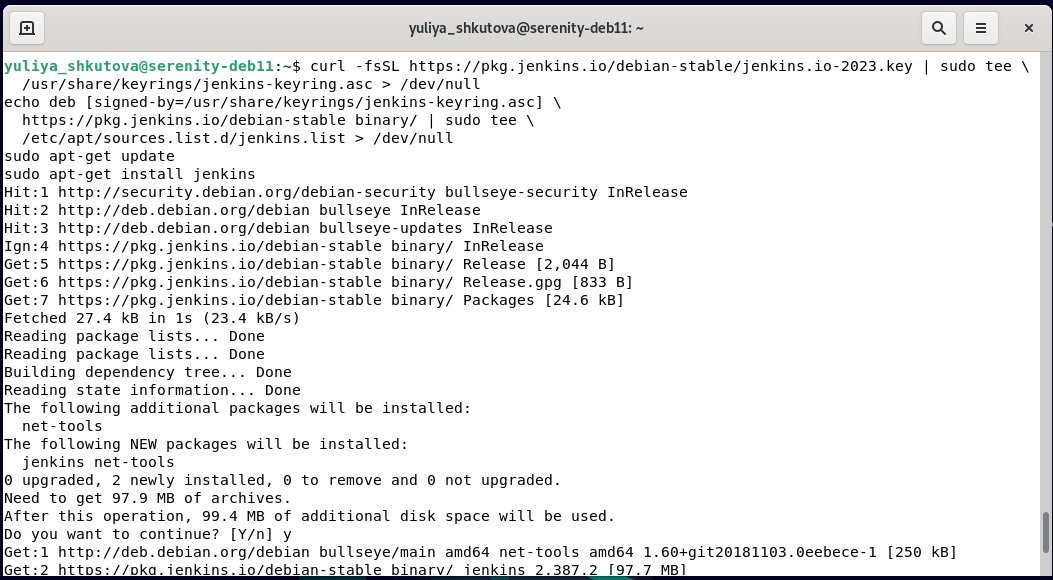 yuliya_shkutova@serenity-deb11: ~
yuliya_shkutova@serenity-deb11:~$ curl -fsSL https://pkg.jenkins.io/debian-stable/jenkins.io-2023.key | sudo tee \
  /usr/share/keyrings/jenkins-keyring.asc > /dev/null
echo deb [signed-by=/usr/share/keyrings/jenkins-keyring.asc] \
  https://pkg.jenkins.io/debian-stable binary/ | sudo tee \
  /etc/apt/sources.list.d/jenkins.list > /dev/null
sudo apt-get update
sudo apt-get install jenkins
Hit:1 http://security.debian.org/debian-security bullseye-security InRelease
Hit:2 http://deb.debian.org/debian bullseye InRelease
Hit:3 http://deb.debian.org/debian bullseye-updates InRelease
Ign:4 https://pkg.jenkins.io/debian-stable binary/ InRelease
Get:5 https://pkg.jenkins.io/debian-stable binary/ Release [2,044 B]
Get:6 https://pkg.jenkins.io/debian-stable binary/ Release.gpg [833 B]
Get:7 https://pkg.jenkins.io/debian-stable binary/ Packages [24.6 kB]
Fetched 27.4 kB in 1s (23.4 kB/s)
Reading package lists... Done
Reading package lists... Done
Building dependency tree... Done
Reading state information... Done
The following additional packages will be installed:
  net-tools
The following NEW packages will be installed:
  jenkins net-tools
0 upgraded, 2 newly installed, 0 to remove and 0 not upgraded.
Need to get 97.9 MB of archives.
After this operation, 99.4 MB of additional disk space will be used.
Do you want to continue? [Y/n] y
Get:1 http://deb.debian.org/debian bullseye/main amd64 net-tools amd64 1.60+git20181103.0eebece-1 [250 kB]
Get:2 https://pkg.jenkins.io/debian-stable binary/ jenkins 2.387.2 [97.7 MB]